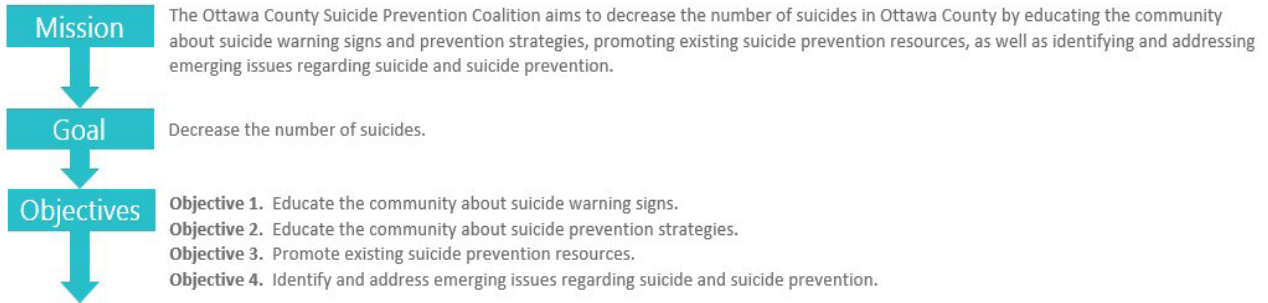 Mission
The Ottawa County Suicide Prevention Coalition aims to decrease the number of suicides in Ottawa County by educating the community
about suicide warning signs and prevention strategies, promoting existing suicide prevention resources, as well as identifying and addressing
emerging issues regarding suicide and suicide prevention.
Goal
Decrease the number of suicides.
Objectives
Objective 1. Educate the community about suicide warning signs.
Objective 2. Educate the community about suicide prevention strategies.
Objective 3. Promote existing suicide prevention resources.
Objective 4. Identify and address emerging issues regarding suicide and suicide prevention.